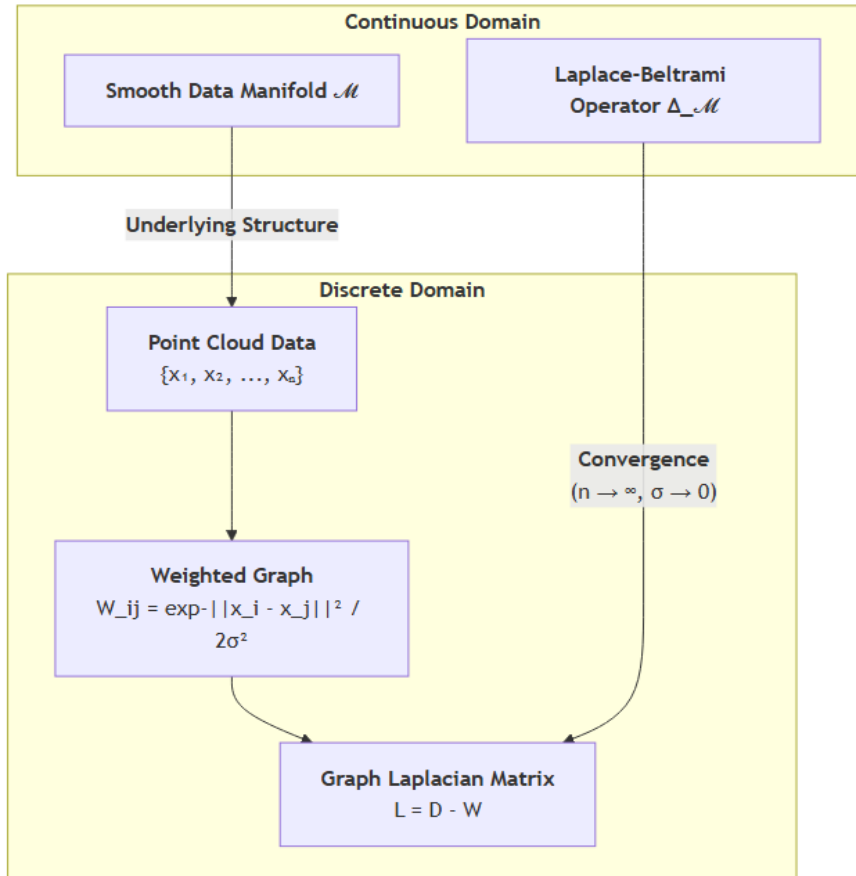 Continuous Domain
Smooth Data Manifold ℳ
Laplace-Beltrami
Operator Δ_ℳ
Underlying Structure
Discrete Domain
Point Cloud Data
{x₁, x₂, …, xₙ}
Convergence
(n → ∞, σ → 0)
Weighted Graph
W_ij = exp-||x_i - x_j||² /
2σ²
Graph Laplacian Matrix
L = D - W